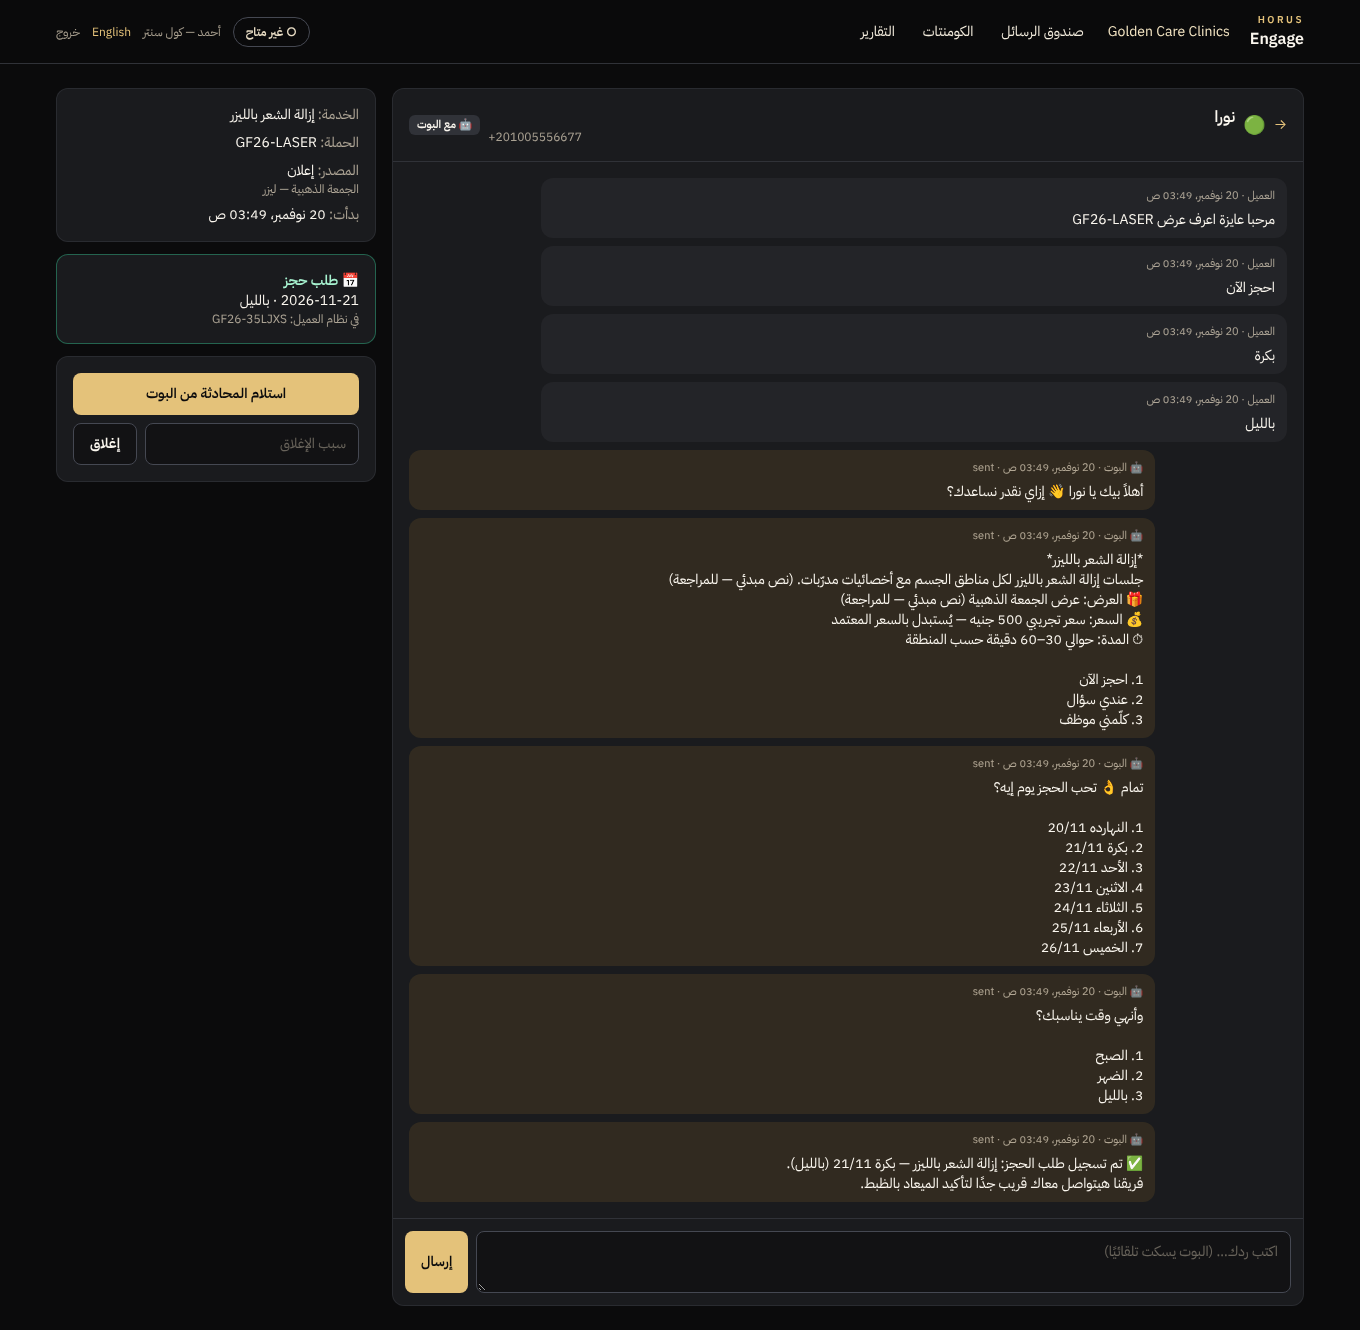 HORUS
Engage
Golden Care Clinics
صندوق الرسائل
الكومنتات
التقارير
○ غير متاح
أحمد — كول سنتر
English
خروج
→ 🟢 نورا
+201005556677
🤖 مع البوت
العميل · 20 نوفمبر، 03:49 ص
مرحبا عايزة اعرف عرض GF26-LASER
العميل · 20 نوفمبر، 03:49 ص
احجز الآن
العميل · 20 نوفمبر، 03:49 ص
بكرة
العميل · 20 نوفمبر، 03:49 ص
بالليل
🤖 البوت · 20 نوفمبر، 03:49 ص · sent
أهلاً بيك يا نورا 👋 إزاي نقدر نساعدك؟
🤖 البوت · 20 نوفمبر، 03:49 ص · sent
*إزالة الشعر بالليزر*
جلسات إزالة الشعر بالليزر لكل مناطق الجسم مع أخصائيات مدرّبات. (نص مبدئي — للمراجعة)
🎁 العرض: عرض الجمعة الذهبية (نص مبدئي — للمراجعة)
💰 السعر: سعر تجريبي 500 جنيه — يُستبدل بالسعر المعتمد
⏱ المدة: حوالي 30–60 دقيقة حسب المنطقة
1. احجز الآن
2. عندي سؤال
3. كلّمني موظف
🤖 البوت · 20 نوفمبر، 03:49 ص · sent
تمام 👌 تحب الحجز يوم إيه؟
1. النهارده 20/11
2. بكرة 21/11
3. الأحد 22/11
4. الاثنين 23/11
5. الثلاثاء 24/11
6. الأربعاء 25/11
7. الخميس 26/11
🤖 البوت · 20 نوفمبر، 03:49 ص · sent
وأنهي وقت يناسبك؟
1. الصبح
2. الضهر
3. بالليل
🤖 البوت · 20 نوفمبر، 03:49 ص · sent
✅ تم تسجيل طلب الحجز: إزالة الشعر بالليزر — بكرة 21/11 (بالليل).
فريقنا هيتواصل معاك قريب جدًا لتأكيد الميعاد بالظبط.
اكتب ردك... (البوت يسكت تلقائيًا)
إرسال
الخدمة: إزالة الشعر بالليزر
الحملة: GF26-LASER
المصدر: إعلان
الجمعة الذهبية — ليزر
بدأت: 20 نوفمبر، 03:49 ص
📅 طلب حجز
2026-11-21 · بالليل
في نظام العميل: GF26-35LJXS
استلام المحادثة من البوت
سبب الإغلاق
إغلاق